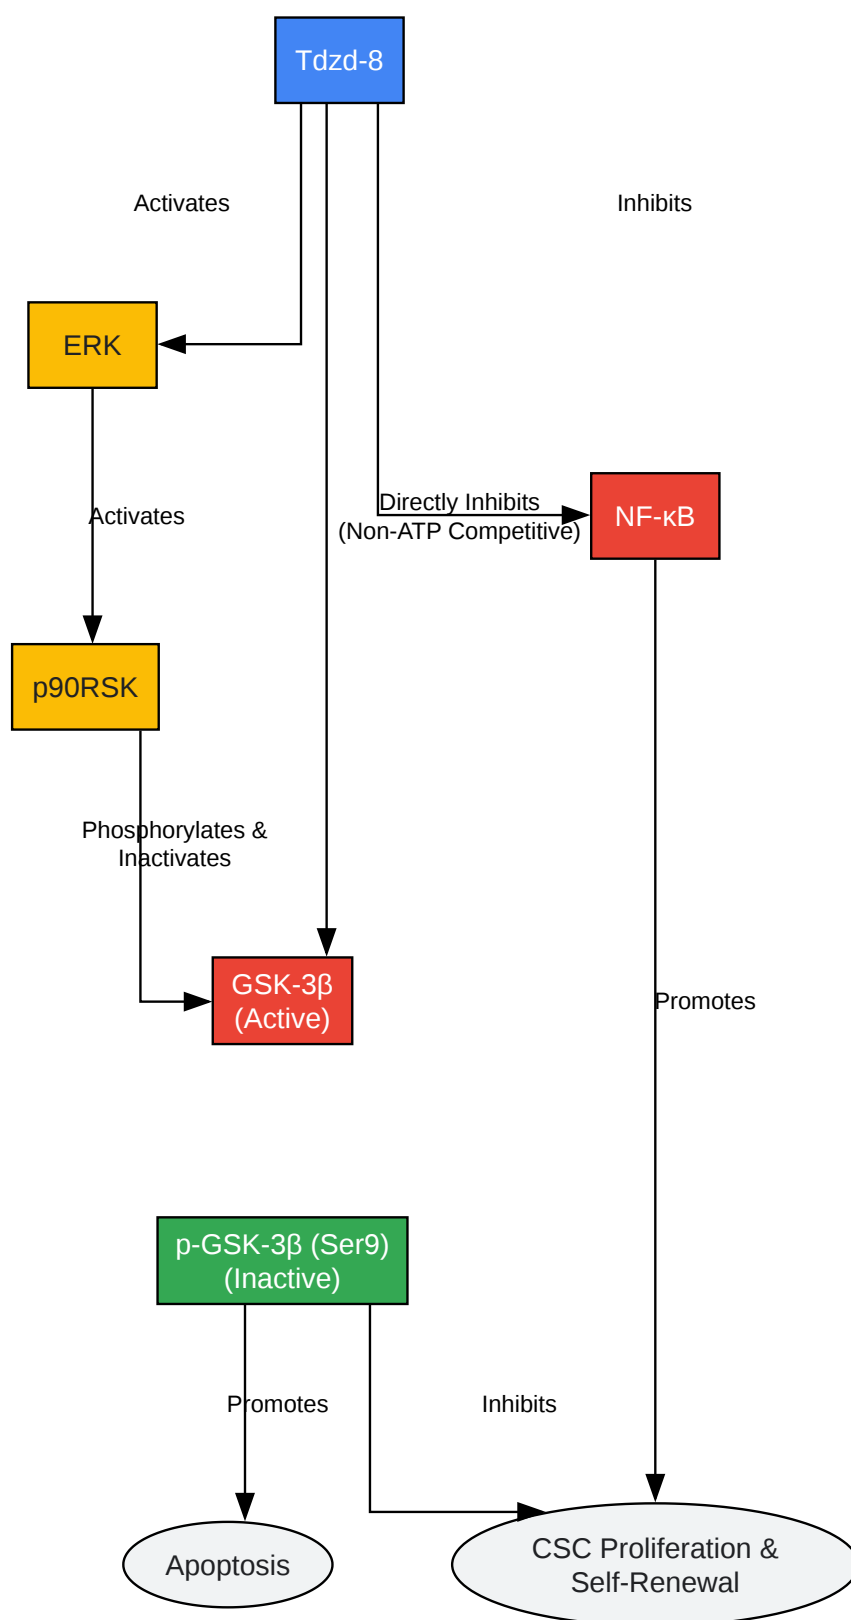 Tdzd-8
Activates
Inhibits
ERK
Activates
Directly Inhibits
(Non-ATP Competitive)
NF-κB
p90RSK
Phosphorylates &
Inactivates
GSK-3β
(Active)
Promotes
p-GSK-3β (Ser9)
(Inactive)
Promotes
Inhibits
Apoptosis
CSC Proliferation &
Self-Renewal